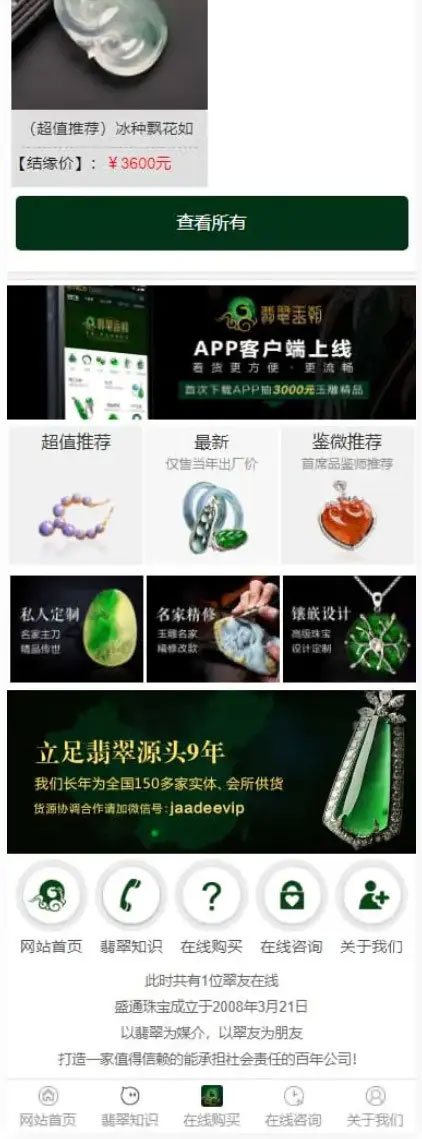 （超值推荐）冰种飘花如
【结缘价】：￥3600元
查看所有
翡翠王朝
APP客户端上线
看货更方便·更流畅
首次下载APP抽3000元玉雕精品
超值推荐
最新
仅售当年出厂价
鉴微推荐
首席品鉴师推荐
私人定制
名家主刀
精品传世
名家精修
玉雕名家
精修改款
镶嵌设计
高级珠宝
设计定制
立足翡翠源头9年
我们长年为全国150多家实体、会所供货
货源协调合作请加微信号：jaadeevip
网站首页 翡翠知识 在线购买 在线咨询 关于我们
此时共有1位翠友在线
盛通珠宝成立于2008年3月21日
以翡翠为媒介，以翠友为朋友
打造一家值得信赖的能承担社会责任的百年公司!
网站首页 翡翠知识 在线购买 在线咨询 关于我们